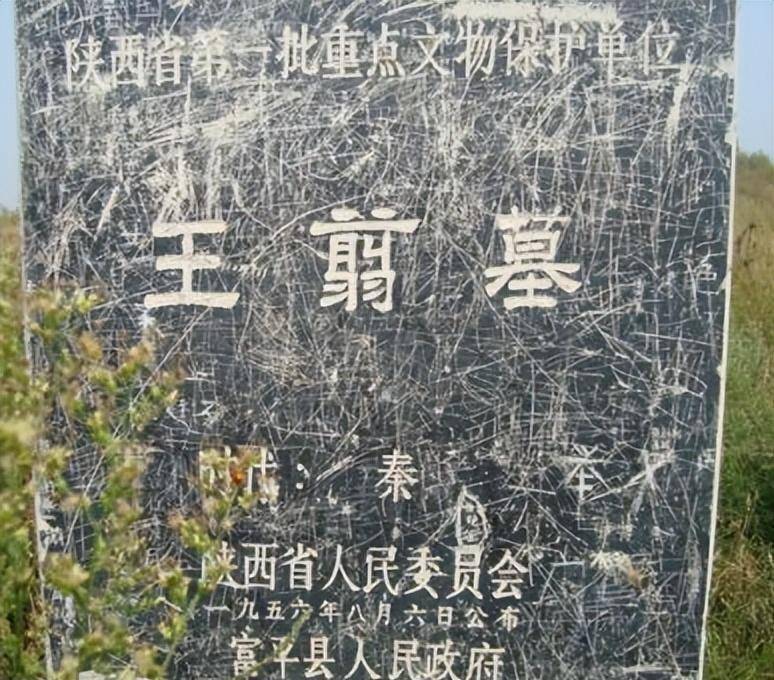 陕西省第一批重点文物保护单位
王翦墓
时代：秦
陕西省人民委员会
一九五六年八月六日公布
富平县人民政府